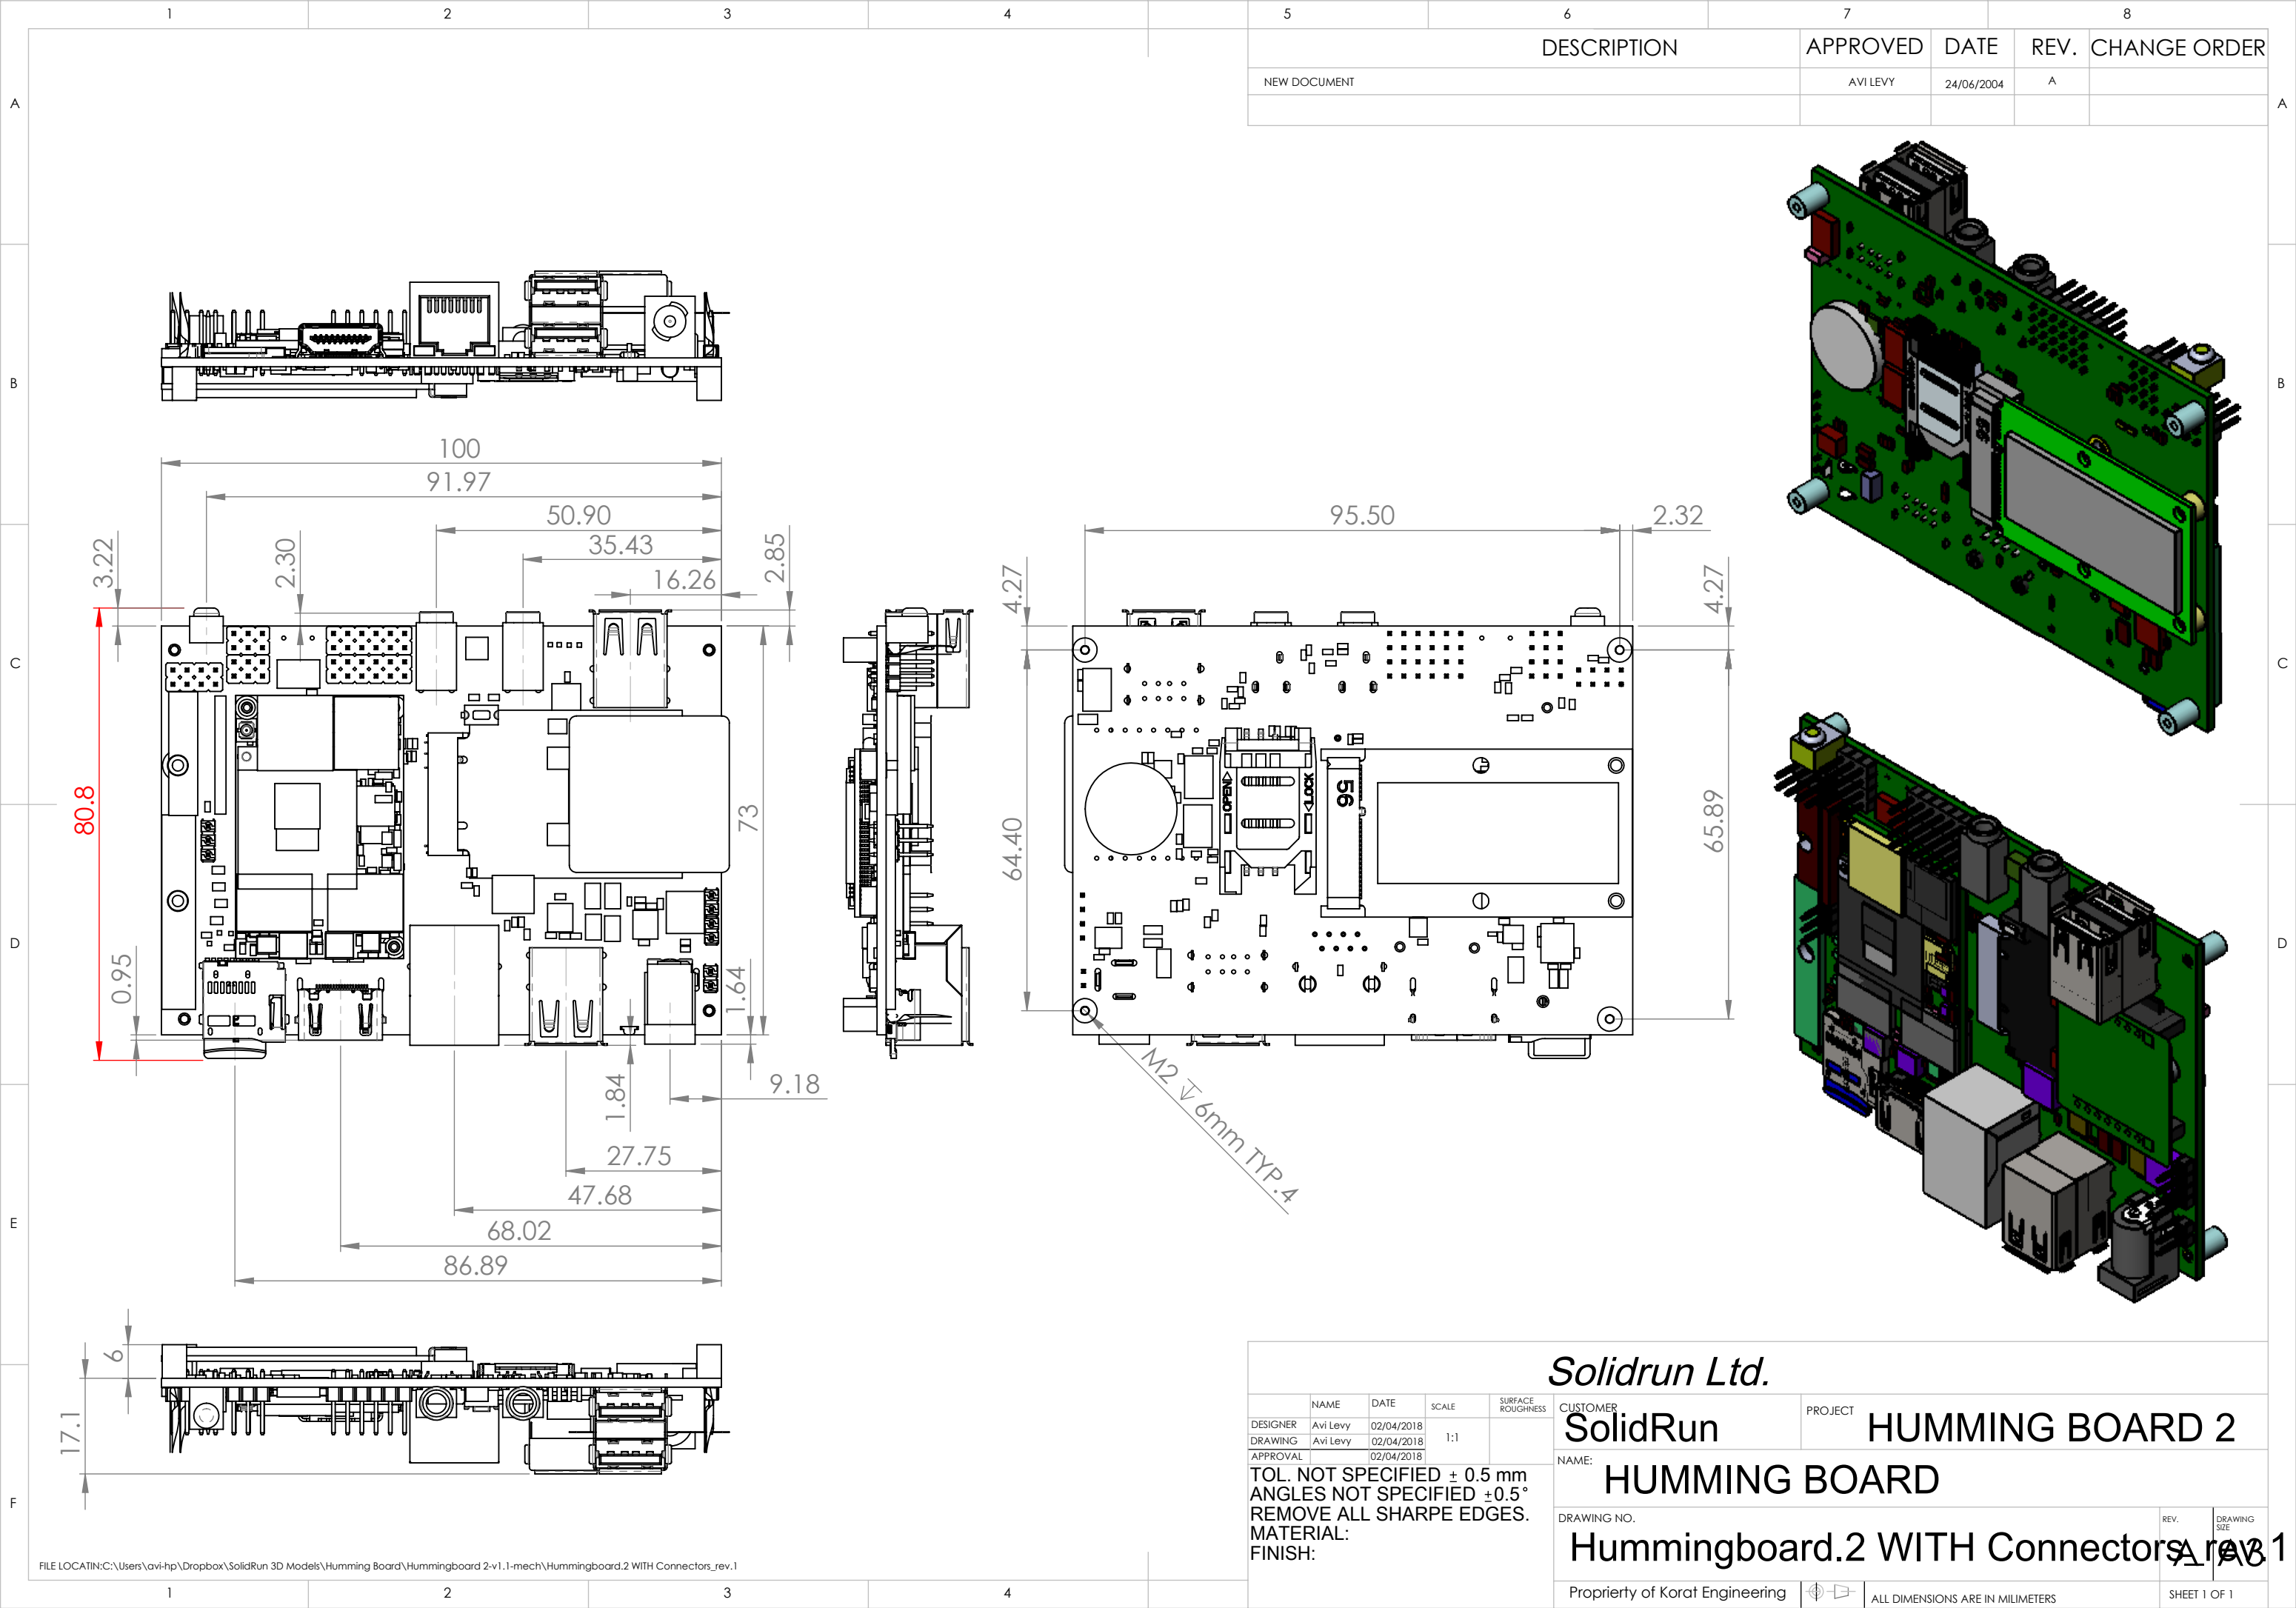 1 2 3 4 5 6 7 8
DESCRIPTION APPROVED DATE REV. CHANGE ORDER
NEW DOCUMENT AVI LEVY 24/06/2004 A
A A
B B
C C
D D
E
F
100
91.97
50.90
35.43
16.26
3.22
2.30
2.85
80.8
73
0.95
1.64
1.84
9.18
27.75
47.68
68.02
86.89
95.50
2.32
4.27
4.27
64.40
65.89
OPEN
LOCK
56
M2 ↧ 6mm TYP.4
6
17.1
Solidrun Ltd.
NAME DATE SCALE SURFACE ROUGHNESS
DESIGNER Avi Levy 02/04/2018
DRAWING Avi Levy 02/04/2018 1:1
APPROVAL 02/04/2018
CUSTOMER SolidRun PROJECT HUMMING BOARD 2
NAME: HUMMING BOARD
TOL. NOT SPECIFIED ± 0.5 mm
ANGLES NOT SPECIFIED ±0.5°
REMOVE ALL SHARPE EDGES.
MATERIAL:
FINISH:
DRAWING NO. REV. DRAWING SIZE
Hummingboard.2 WITH Connectors_rev.1 A A3
Proprierty of Korat Engineering ALL DIMENSIONS ARE IN MILIMETERS SHEET 1 OF 1
FILE LOCATIN:C:\Users\avi-hp\Dropbox\SolidRun 3D Models\Humming Board\Hummingboard 2-v1.1-mech\Hummingboard.2 WITH Connectors_rev.1
1 2 3 4